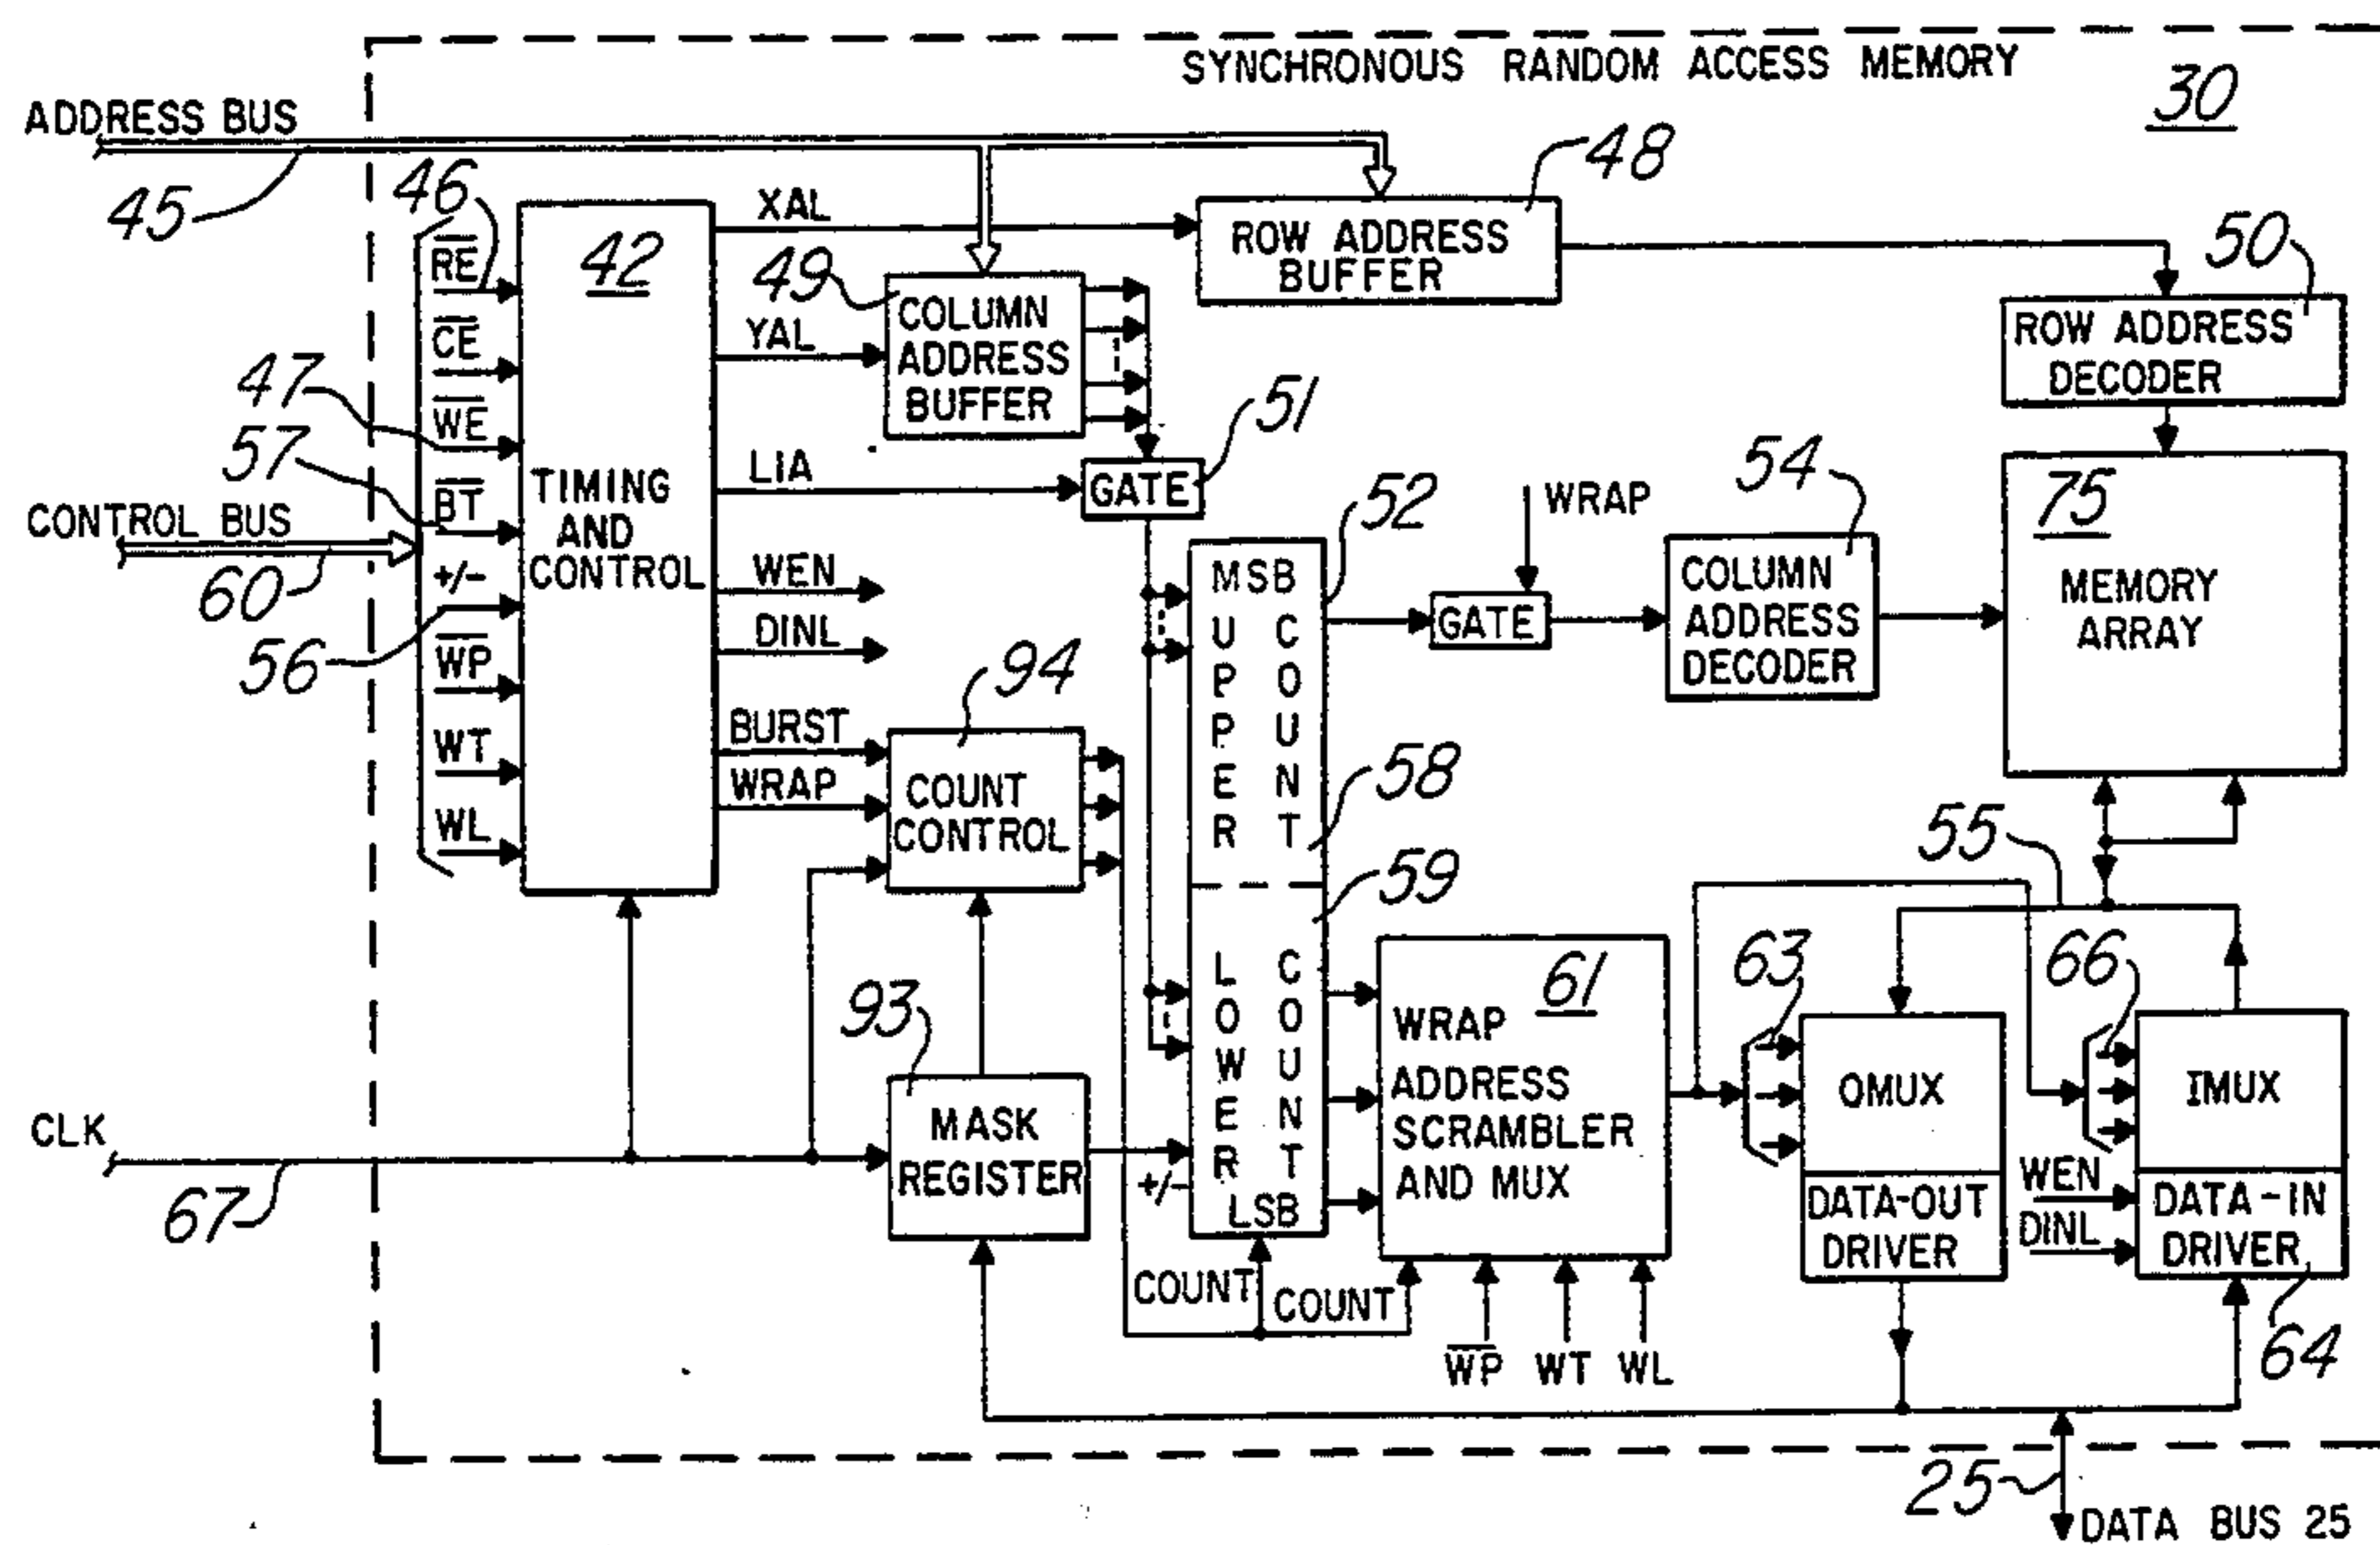 SYNCHRONOUS RANDOM ACCESS MEMORY
30
ADDRESS BUS
45
46
RE
CE
47
WE
57
BT
CONTROL BUS
60
+/-
56
WP
WT
WL
42
TIMING
AND
CONTROL
XAL
YAL
LIA
WEN
DINL
BURST
WRAP
48
ROW ADDRESS
BUFFER
49
COLUMN
ADDRESS
BUFFER
50
ROW ADDRESS
DECODER
51
GATE
52
MSB
UPPER
COUNT
58
59
LOWER
COUNT
LSB
+/-
WRAP
GATE
54
COLUMN
ADDRESS
DECODER
75
MEMORY
ARRAY
94
COUNT
CONTROL
93
MASK
REGISTER
CLK
67
61
WRAP
ADDRESS
SCRAMBLER
AND MUX
COUNT
COUNT
WP
WT
WL
55
63
OMUX
DATA-OUT
DRIVER
66
IMUX
WEN
DINL
DATA-IN
DRIVER
64
25
DATA BUS 25